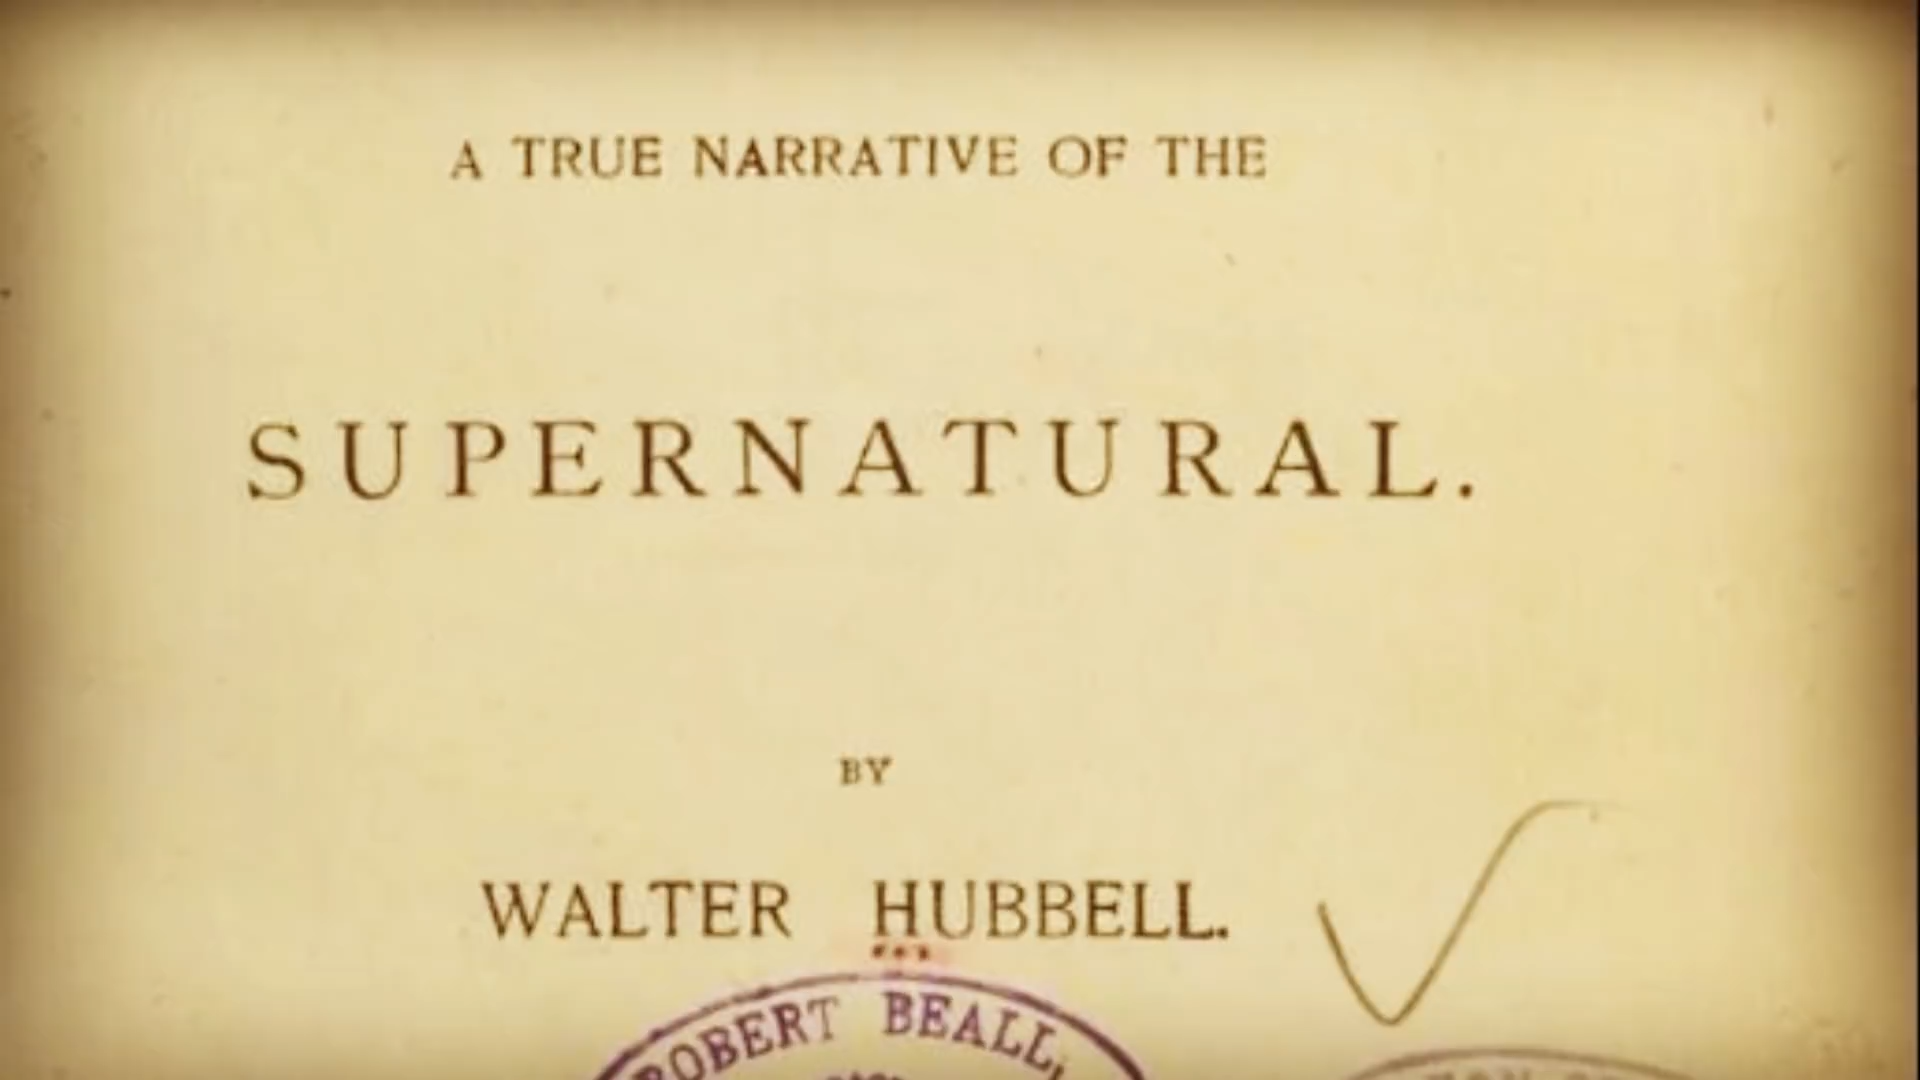 A TRUE NARRATIVE OF THE
SUPERNATURAL.
BY
WALTER HUBBELL.
ROBERT BEALL,